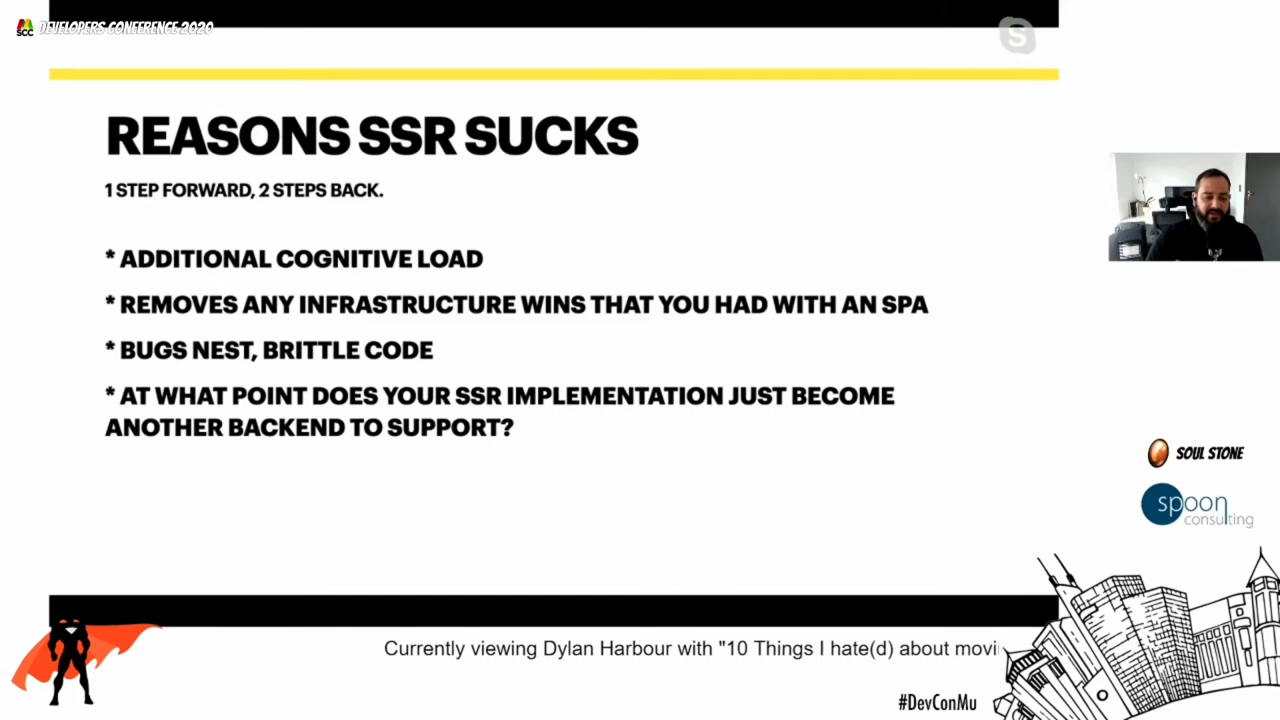 SCC DEVELOPERS CONFERENCE 2020
S
REASONS SSR SUCKS
1 STEP FORWARD, 2 STEPS BACK.
* ADDITIONAL COGNITIVE LOAD
* REMOVES ANY INFRASTRUCTURE WINS THAT YOU HAD WITH AN SPA
* BUGS NEST, BRITTLE CODE
* AT WHAT POINT DOES YOUR SSR IMPLEMENTATION JUST BECOME
ANOTHER BACKEND TO SUPPORT?
SOUL STONE
spoon
consulting
Currently viewing Dylan Harbour with "10 Things I hate(d) about movi
#DevConMu